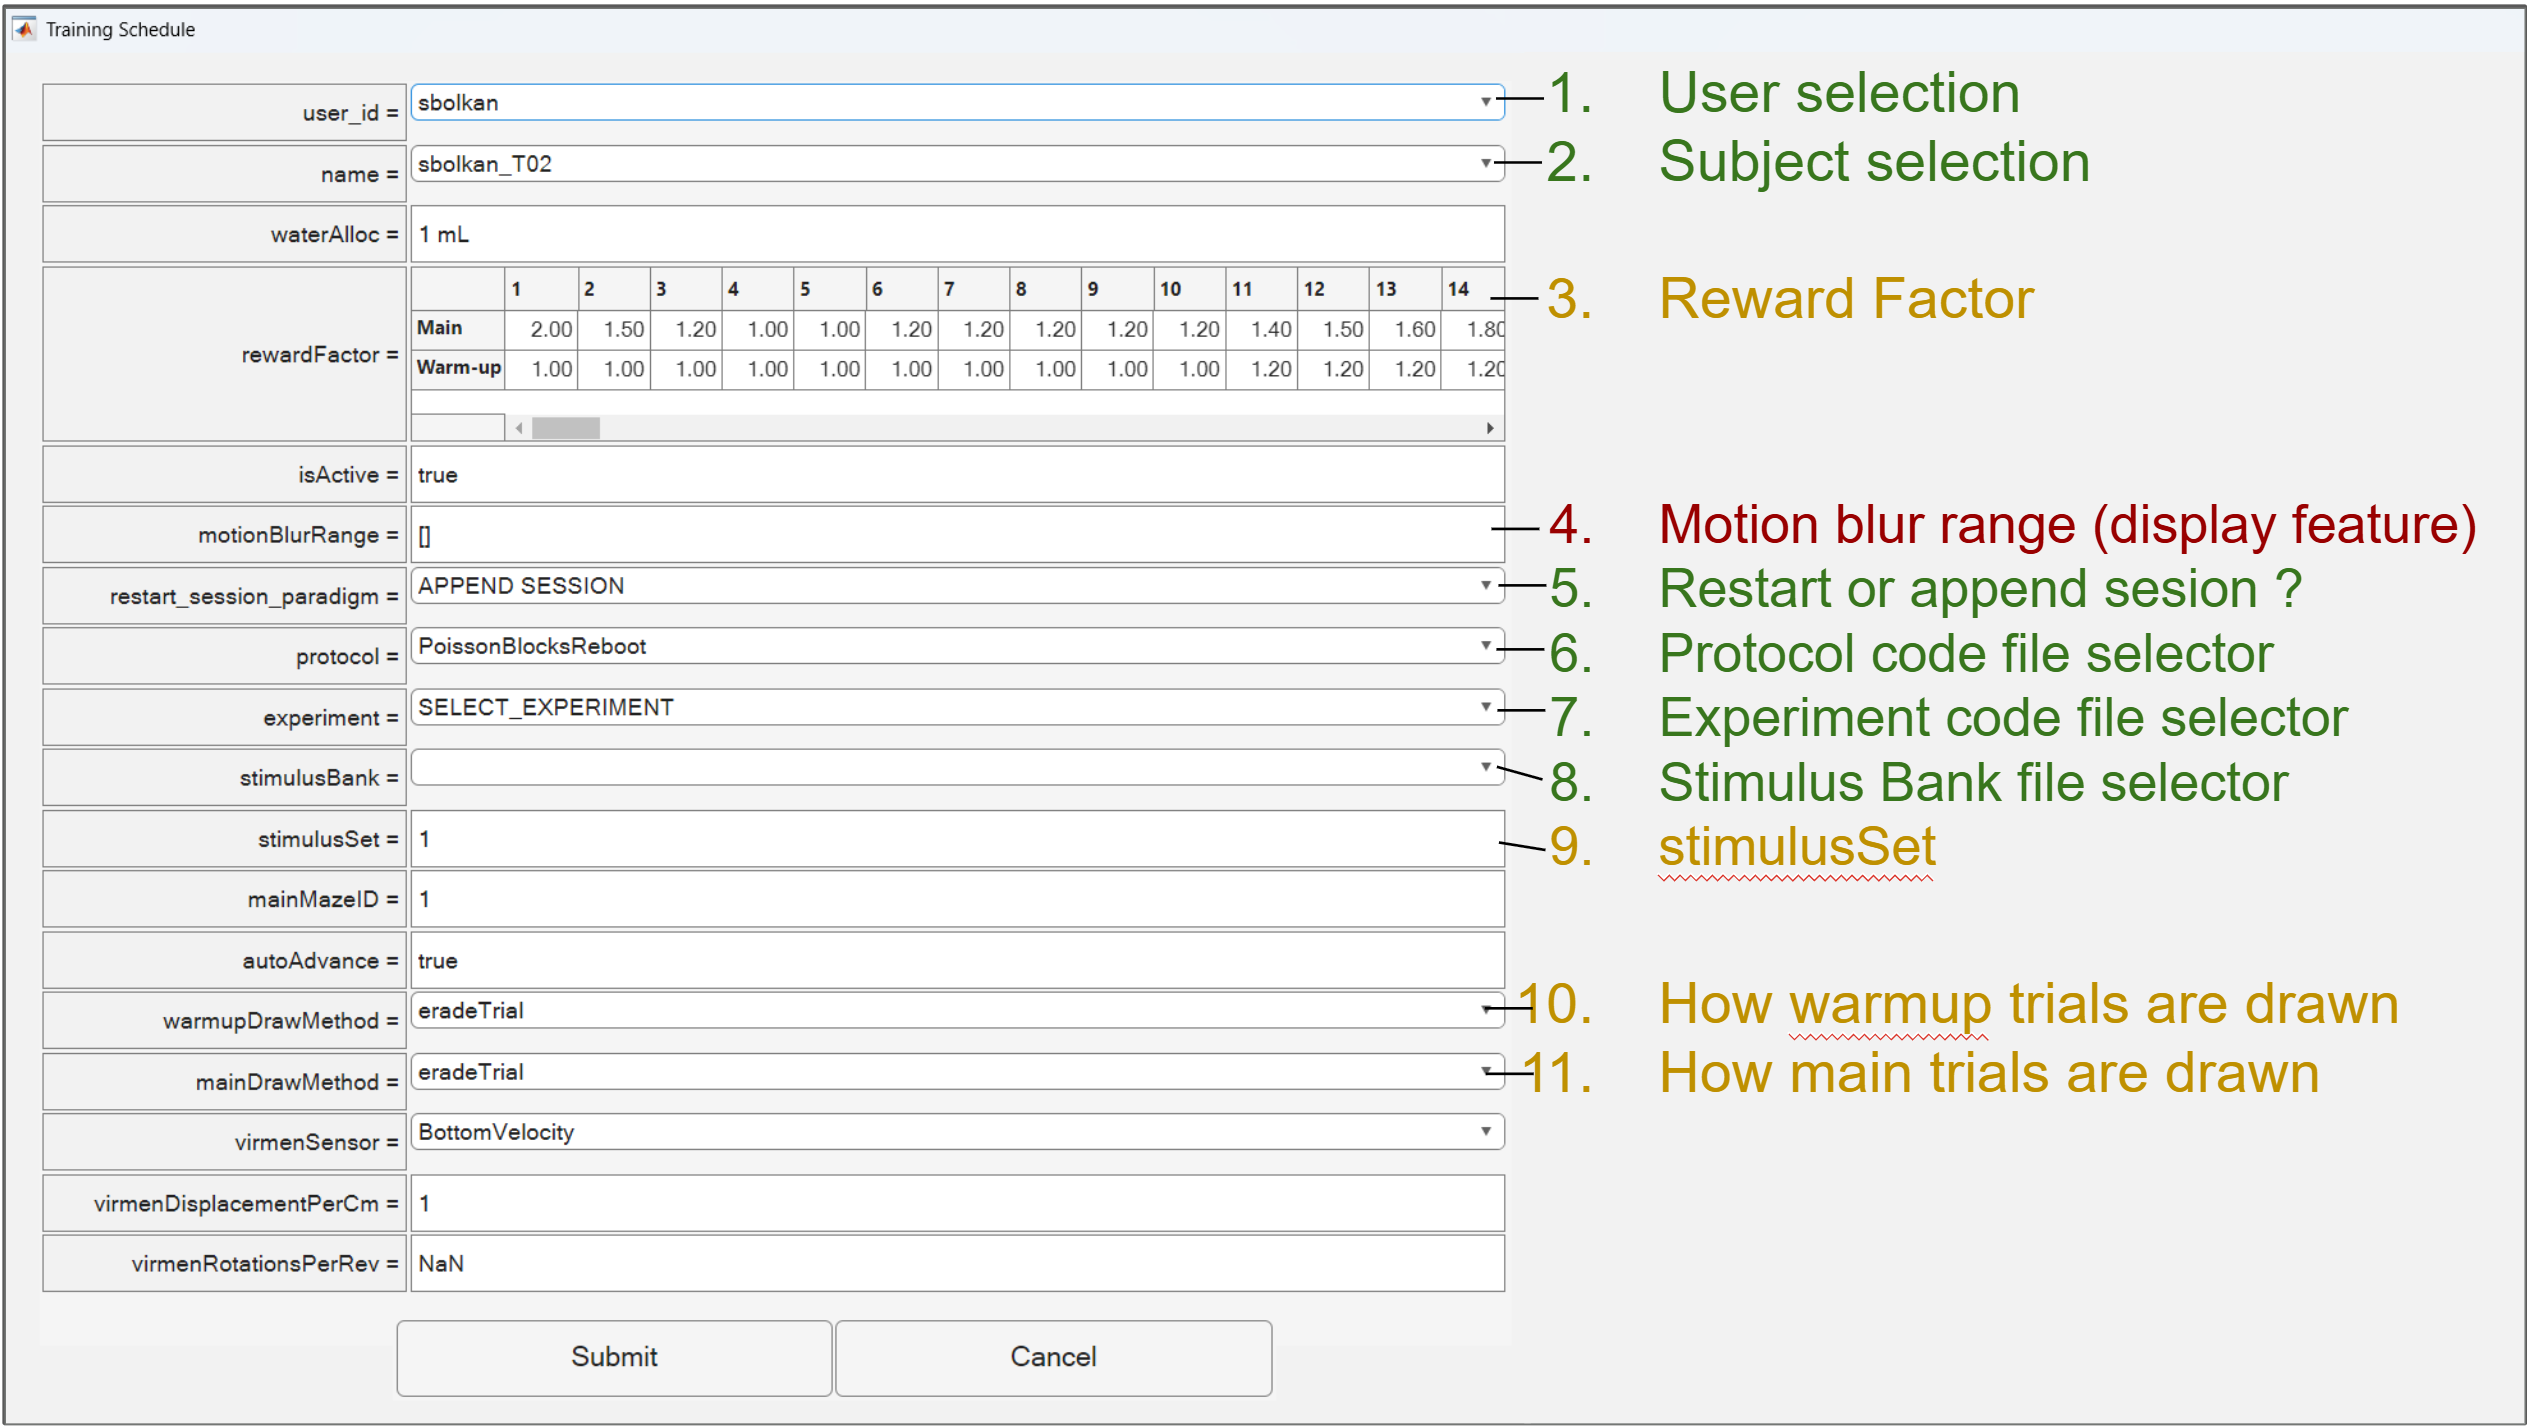 Training Schedule
user_id = sbolkan 1. User selection
name = sbolkan_T02 2. Subject selection
waterAlloc = 1 mL
1 2 3 4 5 6 7 8 9 10 11 12 13 14 3. Reward Factor
Main 2.00 1.50 1.20 1.00 1.00 1.20 1.20 1.20 1.20 1.20 1.40 1.50 1.60 1.80
rewardFactor =
Warm-up 1.00 1.00 1.00 1.00 1.00 1.00 1.00 1.00 1.00 1.00 1.20 1.20 1.20 1.20
isActive = true
motionBlurRange = [] 4. Motion blur range (display feature)
restart_session_paradigm = APPEND SESSION 5. Restart or append sesion ?
protocol = PoissonBlocksReboot 6. Protocol code file selector
experiment = SELECT_EXPERIMENT 7. Experiment code file selector
stimulusBank = 8. Stimulus Bank file selector
stimulusSet = 1 9. stimulusSet
mainMazeID = 1
autoAdvance = true
warmupDrawMethod = eradeTrial 10. How warmup trials are drawn
mainDrawMethod = eradeTrial 11. How main trials are drawn
virmenSensor = BottomVelocity
virmenDisplacementPerCm = 1
virmenRotationsPerRev = NaN
Submit Cancel